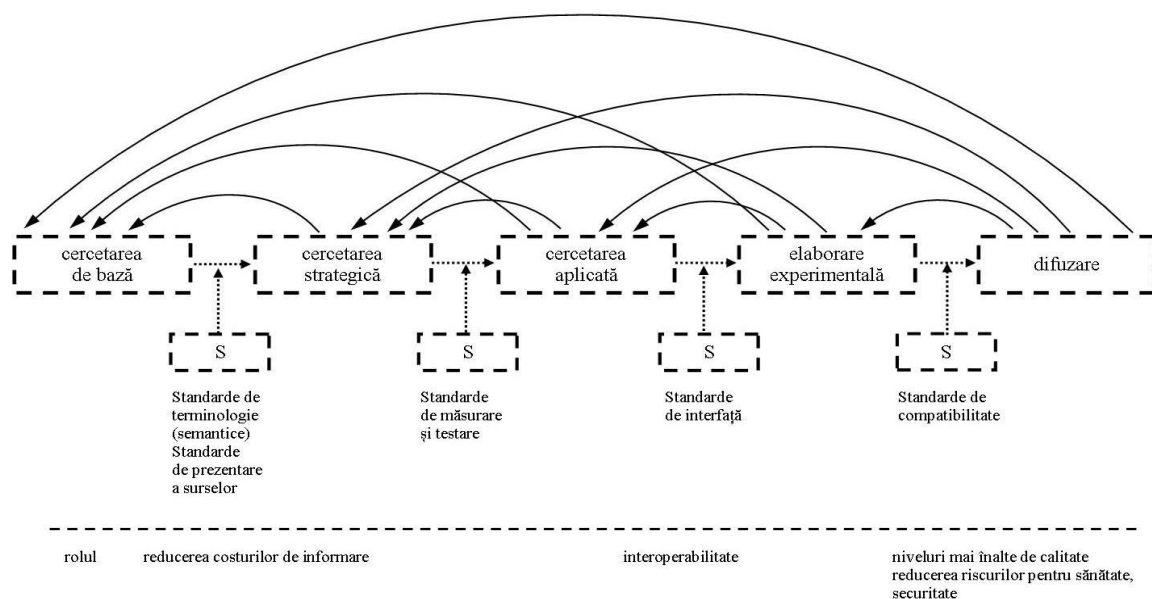 cercetarea
de bază
cercetarea
strategică
cercetarea
aplicată
elaborare
experimentală
difuzare
S
S
S
S
Standarde de
terminologie
(semantice)
Standarde
de prezentare
a surselor
Standarde
de măsurare
și testare
Standarde
de interfață
Standarde de
compatibilitate
rolul
reducerea costurilor de informare
interoperabilitate
niveluri mai înalte de calitate
reducerea riscurilor pentru sănătate,
securitate